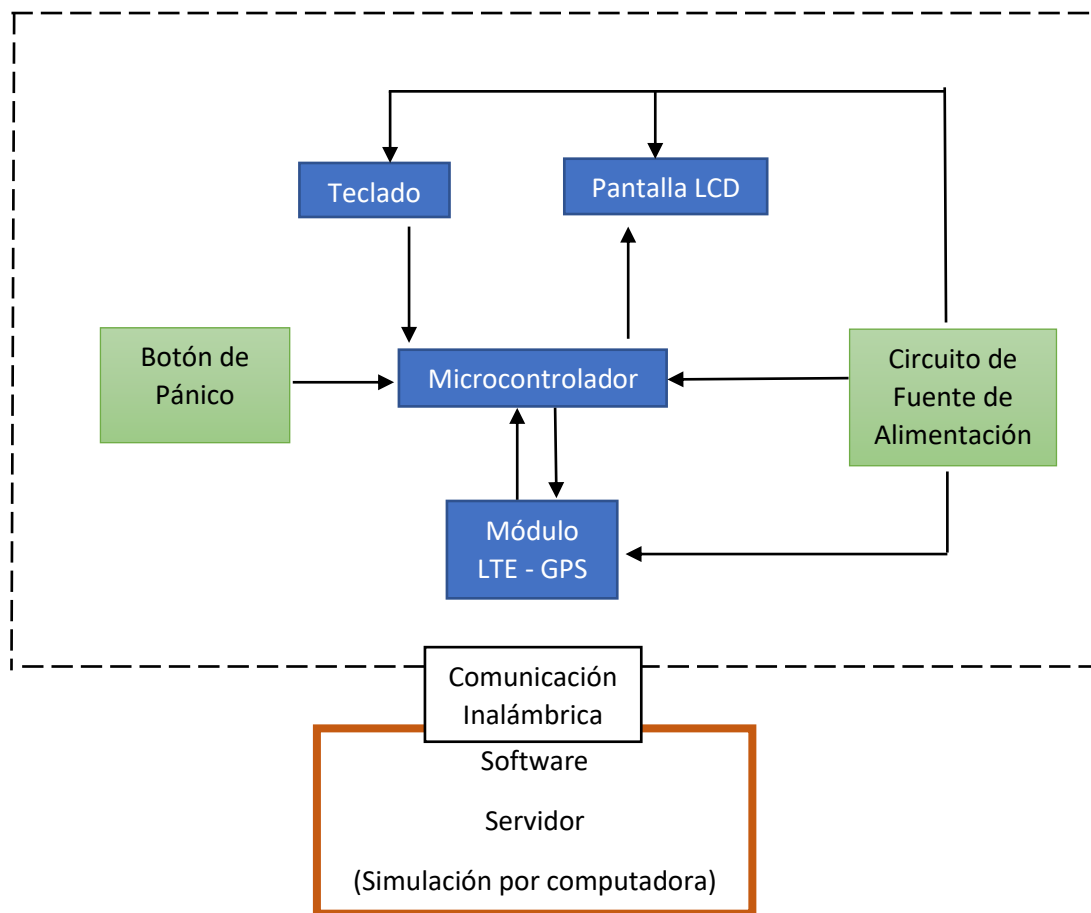 Teclado
Pantalla LCD
Botón de
Pánico
Microcontrolador
Circuito de
Fuente de
Alimentación
Módulo
LTE - GPS
Comunicación
Inalámbrica
Software
Servidor
(Simulación por computadora)